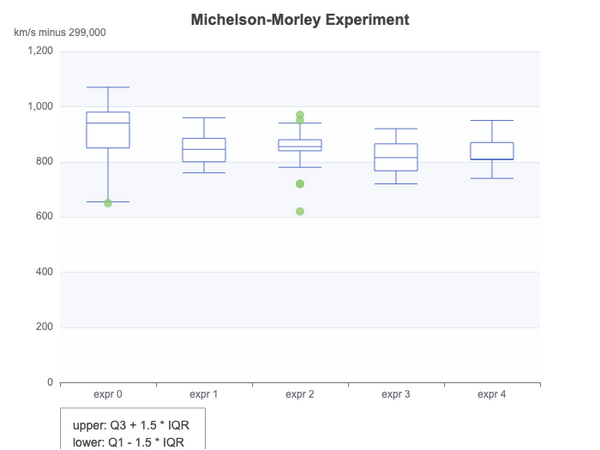 Michelson-Morley Experiment
km/s minus 299,000
1,200
1,000
800
600
400
200
0
expr 0 expr 1 expr 2 expr 3 expr 4
upper: Q3 + 1.5 * IQR
lower: Q1 - 1.5 * IQR